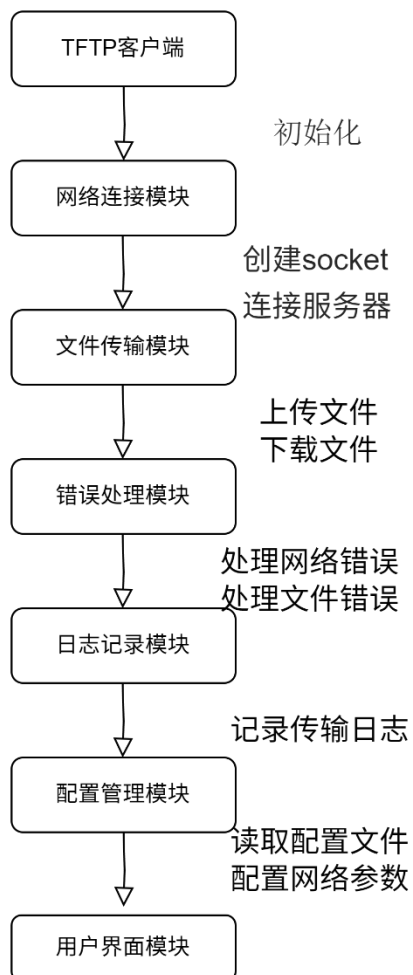 TFTP客户端
初始化
网络连接模块
创建socket
连接服务器
文件传输模块
上传文件
下载文件
错误处理模块
处理网络错误
处理文件错误
日志记录模块
记录传输日志
配置管理模块
读取配置文件
配置网络参数
用户界面模块